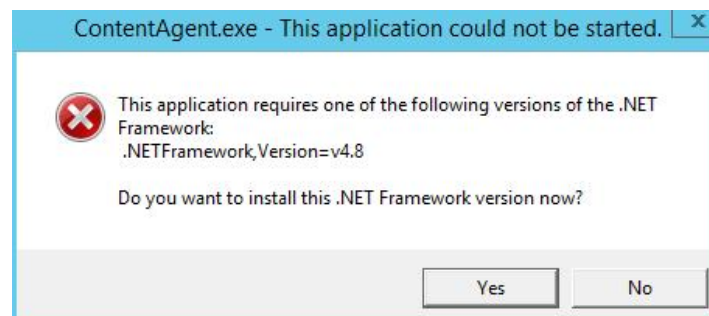 ContentAgent.exe - This application could not be started.
This application requires one of the following versions of the .NET
Framework:
.NETFramework,Version=v4.8
Do you want to install this .NET Framework version now?
Yes
No